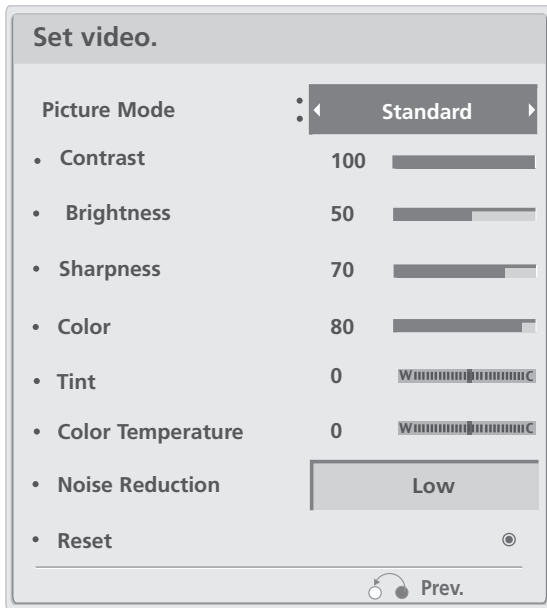 Set video.
Picture Mode : Standard
• Contrast 100
• Brightness 50
• Sharpness 70
• Color 80
• Tint 0 W C
• Color Temperature 0 W C
• Noise Reduction Low
• Reset
Prev.